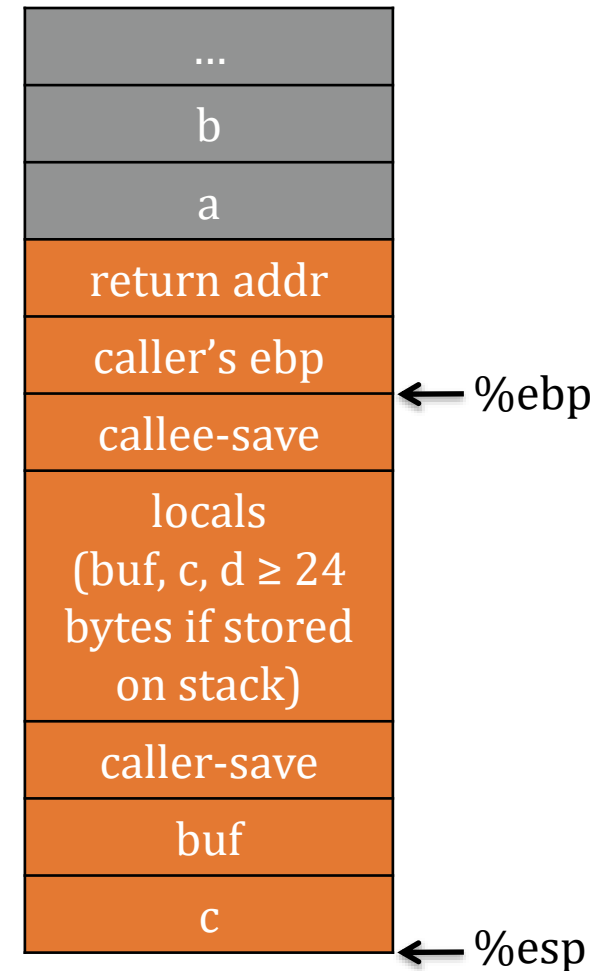 ...
b
a
return addr
caller’s ebp
%ebp
callee-save
locals
(buf, c, d ≥ 24
bytes if stored
on stack)
caller-save
buf
c
%esp